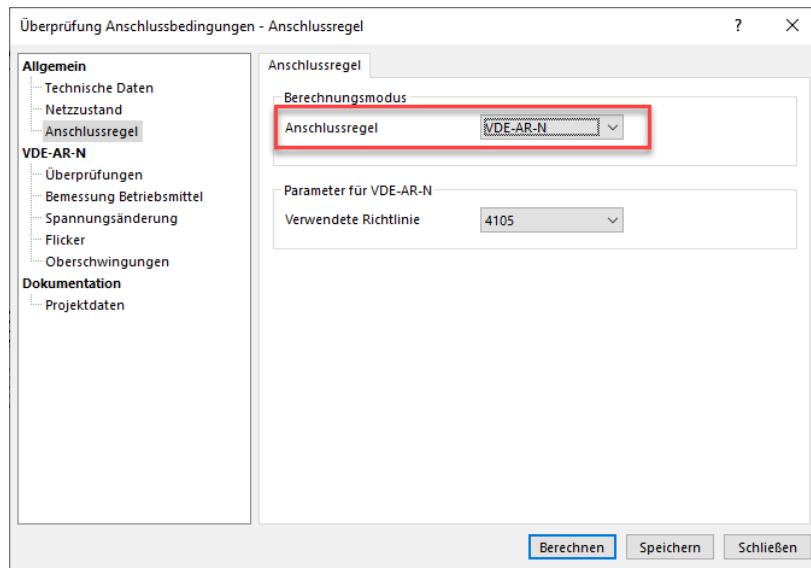 Überprüfung Anschlussbedingungen - Anschlussregel
Allgemein
Technische Daten
Netzzustand
Anschlussregel
VDE-AR-N
Überprüfungen
Bemessung Betriebsmittel
Spannungsänderung
Flicker
Oberschwingungen
Dokumentation
Projektdaten
Anschlussregel
Berechnungsmodus
Anschlussregel VDE-AR-N
Parameter für VDE-AR-N
Verwendete Richtlinie 4105
Berechnen Speichern Schließen